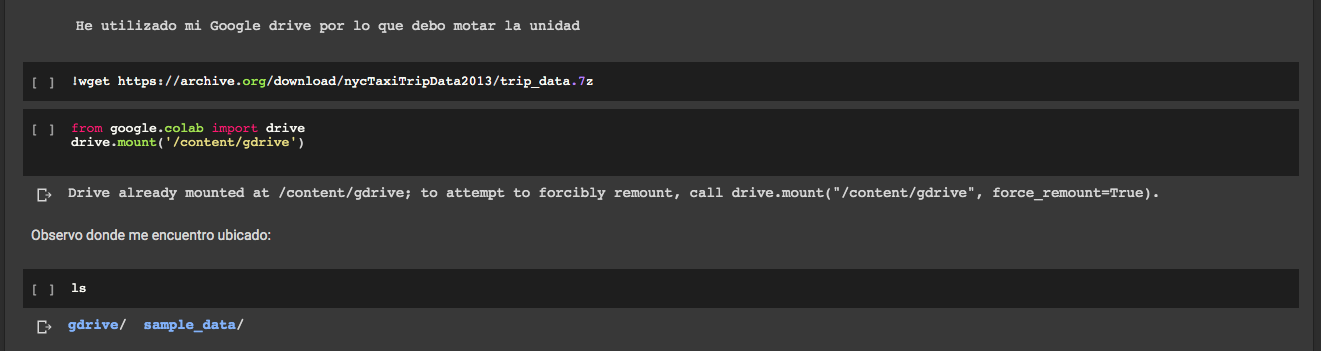 He utilizado mi Google drive por lo que debo motar la unidad
[ ] !wget https://archive.org/download/nycTaxiTripData2013/trip_data.7z
[ ] from google.colab import drive
drive.mount('/content/gdrive')
Drive already mounted at /content/gdrive; to attempt to forcibly remount, call drive.mount("/content/gdrive", force_remount=True).
Observo donde me encuentro ubicado:
[ ] ls
gdrive/ sample_data/